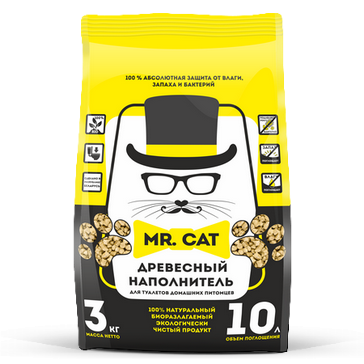 100 % АБСОЛЮТНАЯ ЗАЩИТА ОТ ВЛАГИ,
ЗАПАХА И БАКТЕРИЙ
MR. CAT
ДРЕВЕСНЫЙ
НАПОЛНИТЕЛЬ
ДЛЯ ТУАЛЕТОВ ДОМАШНИХ ПИТОМЦЕВ
100% НАТУРАЛЬНЫЙ
БИОРАЗЛАГАЕМЫЙ
ЭКОЛОГИЧЕСКИ
ЧИСТЫЙ ПРОДУКТ
3 КГ
МАССА НЕТТО
10 Л
ОБЪЕМ ПОГЛОЩЕНИЯ